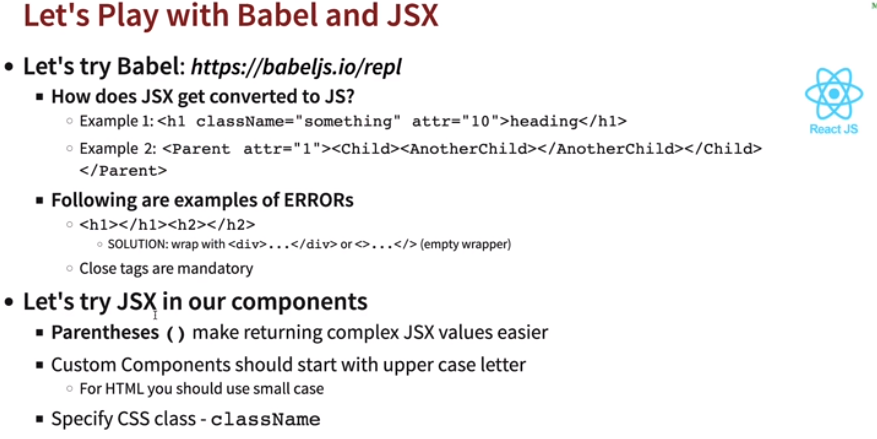 Let's Play with Babel and JSX
• Let's try Babel: https://babeljs.io/repl
▪ How does JSX get converted to JS?
○ Example 1: <h1 className="something" attr="10">heading</h1>
○ Example 2: <Parent attr="1"><Child><AnotherChild></AnotherChild></Child>
</Parent>
React JS
▪ Following are examples of ERRORs
○ <h1></h1><h2></h2>
○ SOLUTION: wrap with <div>...</div> or <>...</> (empty wrapper)
○ Close tags are mandatory
• Let's try JSX in our components
▪ Parentheses () make returning complex JSX values easier
▪ Custom Components should start with upper case letter
○ For HTML you should use small case
▪ Specify CSS class - className